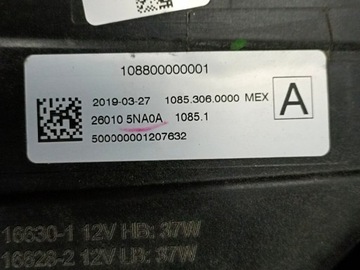 108800000001
2019-03-27 1085.306.0000 MEX
A
26010 5NA0A 1085.1
500000001207632
16630-1 12V HB: 37W
16628-2 12V LB: 37W